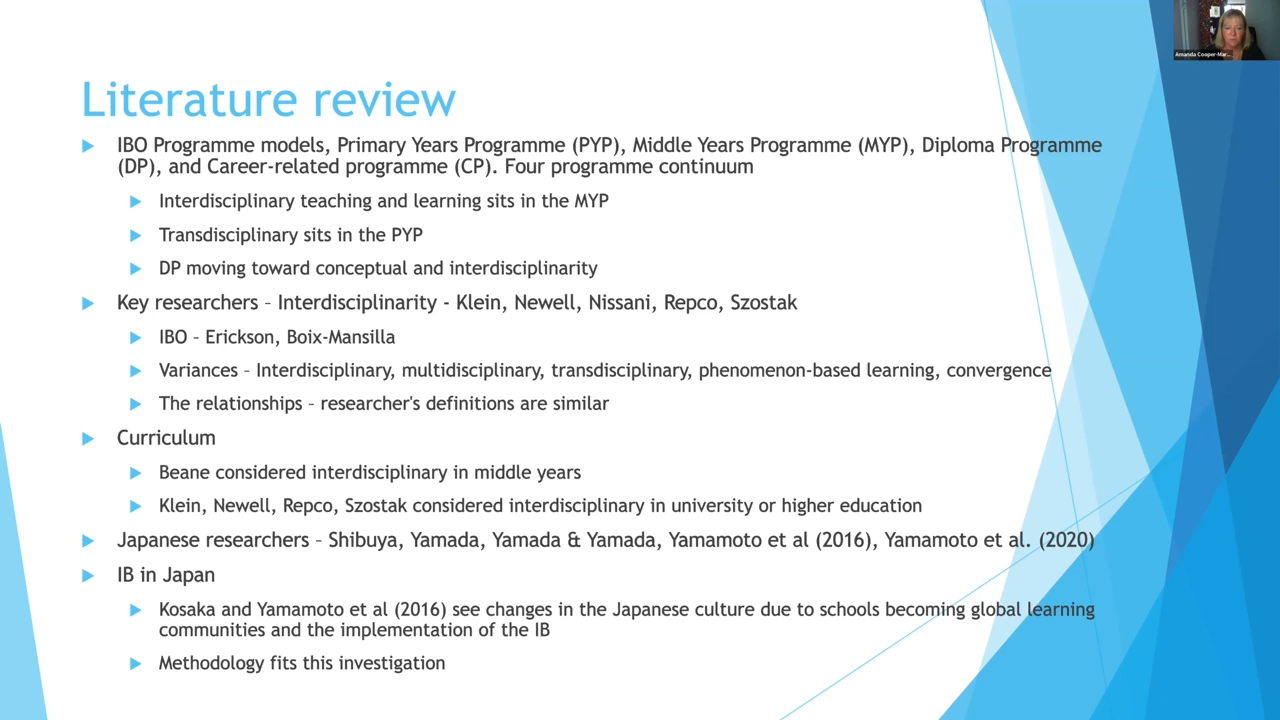 Amanda Cooper-Mar...
Literature review
IBO Programme models, Primary Years Programme (PYP), Middle Years Programme (MYP), Diploma Programme
(DP), and Career-related programme (CP). Four programme continuum
Interdisciplinary teaching and learning sits in the MYP
Transdisciplinary sits in the PYP
DP moving toward conceptual and interdisciplinarity
Key researchers – Interdisciplinarity - Klein, Newell, Nissani, Repco, Szostak
IBO – Erickson, Boix-Mansilla
Variances – Interdisciplinary, multidisciplinary, transdisciplinary, phenomenon-based learning, convergence
The relationships – researcher's definitions are similar
Curriculum
Beane considered interdisciplinary in middle years
Klein, Newell, Repco, Szostak considered interdisciplinary in university or higher education
Japanese researchers – Shibuya, Yamada, Yamada & Yamada, Yamamoto et al (2016), Yamamoto et al. (2020)
IB in Japan
Kosaka and Yamamoto et al (2016) see changes in the Japanese culture due to schools becoming global learning
communities and the implementation of the IB
Methodology fits this investigation